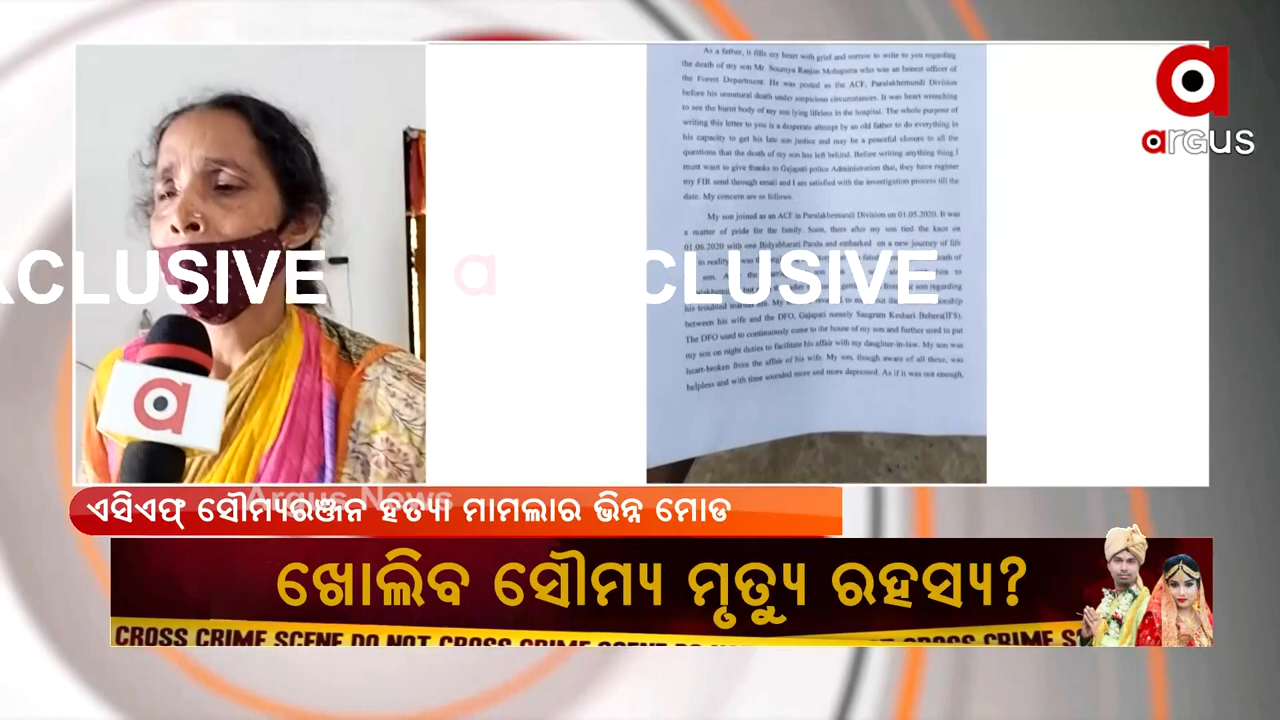 argus
As a father, it fills my heart with grief and sorrow to write to you regarding
the death of my son Mr. Soumya Ranjan Mohapatra who was an honest officer of
the Forest Department. He was posted as the ACF, Paralakhemundi Division
before his unnatural death under suspicious circumstances. It was heart wrenching
to see the burnt body of my son lying lifeless in the hospital. The whole purpose of
writing this letter to you is a desperate attempt by an old father to do everything in
his capacity to get his late son justice and may be a peaceful closure to all the
questions that the death of my son has left behind. Before writing anything thing I
must want to give thanks to Gajapati police Administration that, they have register
my FIR send through email and I am satisfied with the investigation process till the
date. My concern are as follows.
My son joined as an ACF in Paralakhemundi Division on 01.05.2020. It was
a matter of pride for the family. Soon, there after my son tied the knot on
01.06.2020 with one Bidyabharati Panda and embarked on a new journey of life
in reality
son.
his troubled
between his wife and the DFO, Gajapati namely Sangram Keshari Behera(IFS).
The DFO used to continuously come to the house of my son and further used to put
my son on night duties to facilitate his affair with my daughter-in-law. My son was
heart-broken from the affair of his wife. My son, though aware of all these, was
helpless and with time sounded more and more depressed. As if it was not enough,
XCLUSIVE
CLUSIVE
Argus News
ଏସିଏଫ୍ ସୌମ୍ୟରଞ୍ଜନ ହତ୍ୟା ମାମଲାର ଭିନ୍ନ ମୋଡ
ଖୋଲିବ ସୌମ୍ୟ ମୃତ୍ୟୁ ରହସ୍ୟ?
CROSS CRIME SCENE DO NOT CROSS CRIME SCENE DO NOT CROSS CRIME